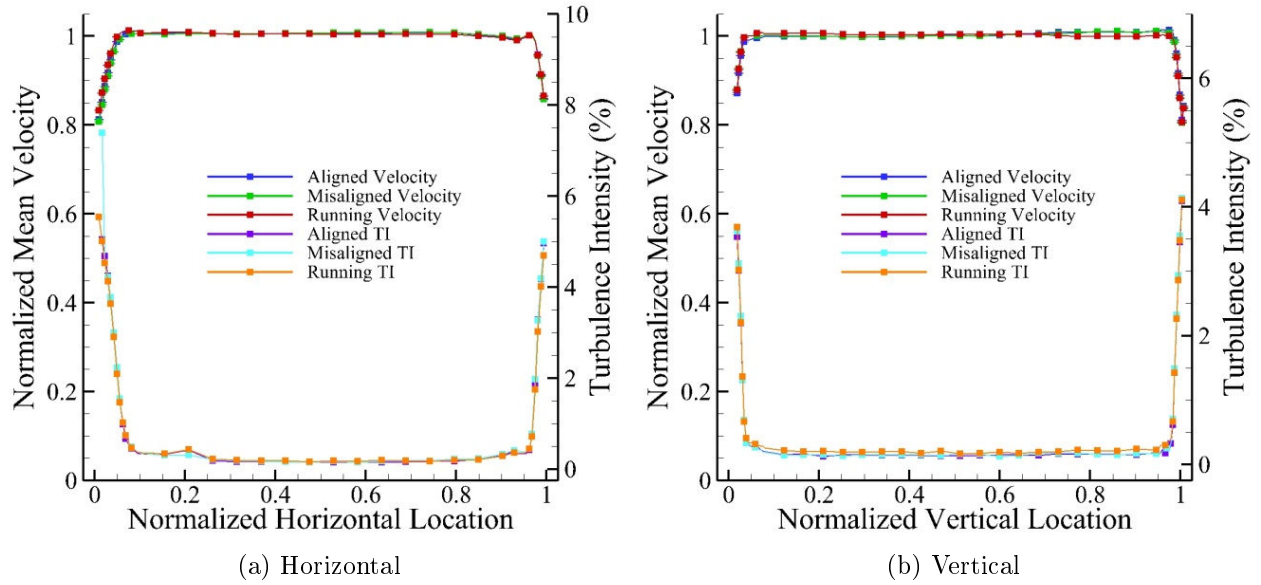 Normalized Mean Velocity
1
0.8
0.6
0.4
0.2
0
10
8
6
4
2
0
Turbulence Intensity (%)
Aligned Velocity
Misaligned Velocity
Running Velocity
Aligned TI
Misaligned TI
Running TI
0 0.2 0.4 0.6 0.8 1
Normalized Horizontal Location
(a) Horizontal
Normalized Mean Velocity
1
0.8
0.6
0.4
0.2
0
6
4
2
0
Turbulence Intensity (%)
Aligned Velocity
Misaligned Velocity
Running Velocity
Aligned TI
Misaligned TI
Running TI
0 0.2 0.4 0.6 0.8 1
Normalized Vertical Location
(b) Vertical